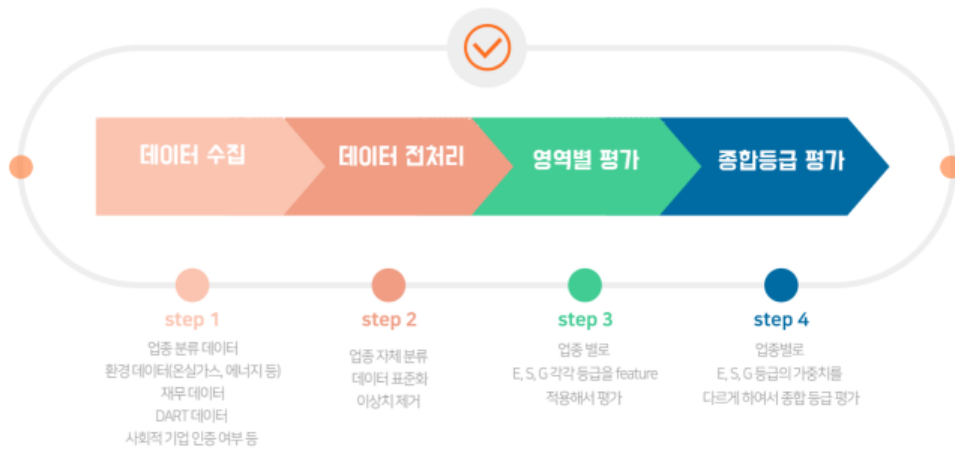 데이터 수집
데이터 전처리
영역별 평가
종합등급 평가
step 1
업종 분류 데이터
환경 데이터(온실가스, 에너지 등)
재무 데이터
DART 데이터
사회적 기업 인증 여부 등
step 2
업종 자체 분류
데이터 표준화
이상치 제거
step 3
업종 별로
E, S, G 각각 등급을 feature
적용해서 평가
step 4
업종별로
E, S, G 등급의 가중치를
다르게 하여서 종합 등급 평가